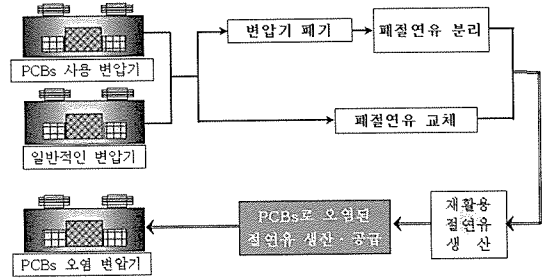 PCBs 사용 변압기
일반적인 변압기
변압기 폐기
폐절연유 분리
폐절연유 교체
재활용
절연유
생 산
PCBs로 오염된
절연유 생산·공급
PCBs 오염 변압기